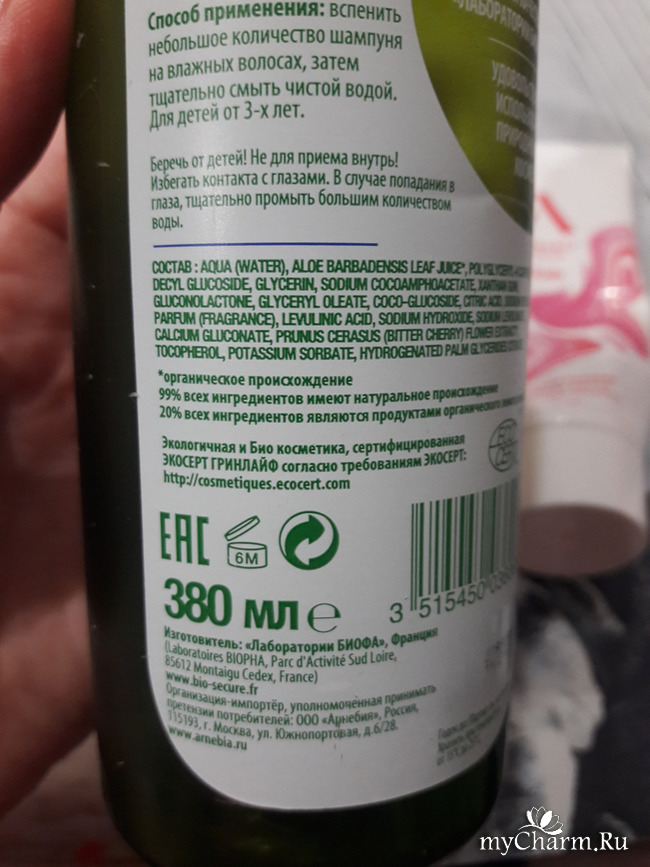 Способ применения: вспенить
небольшое количество шампуня
на влажных волосах, затем
тщательно смыть чистой водой.
Для детей от 3-х лет.
Беречь от детей! Не для приема внутрь!
Избегать контакта с глазами. В случае попадания в
глаза, тщательно промыть большим количеством
воды.
СОСТАВ : AQUA (WATER), ALOE BARBADENSIS LEAF JUICE*,
DECYL GLUCOSIDE, GLYCERIN, SODIUM COCOAMPHOACETATE, XANTHAN GUM,
GLUCONOLACTONE, GLYCERYL OLEATE, COCO-GLUCOSIDE, CITRIC ACID,
PARFUM (FRAGRANCE), LEVULINIC ACID, SODIUM HYDROXIDE, SODIUM
CALCIUM GLUCONATE, PRUNUS CERASUS (BITTER CHERRY) FLOWER EXTRACT
TOCOPHEROL, POTASSIUM SORBATE, HYDROGENATED PALM GLYCERIDES
*органическое происхождение
99% всех ингредиентов имеют натуральное происхождение
20% всех ингредиентов являются продуктами органического
Экологичная и Био косметика, сертифицированная
ЭКОСЕРТ ГРИНЛАЙФ согласно требованиям ЭКОСЕРТ:
http://cosmetiques.ecocert.com
EAC
6M
380 мл e
3 515450
Изготовитель: «Лаборатории БИОФА», Франция
(Laboratoires BIOPHA, Parc d'Activité Sud Loire,
85612 Montaigu Cedex, France)
www.bio-secure.fr
Организация-импортёр, уполномоченная принимать
претензии потребителей: ООО «Арнебия», Россия,
115193, г. Москва, ул. Южнопортовая, д.6/28.
www.arnebia.ru
myCharm.Ru